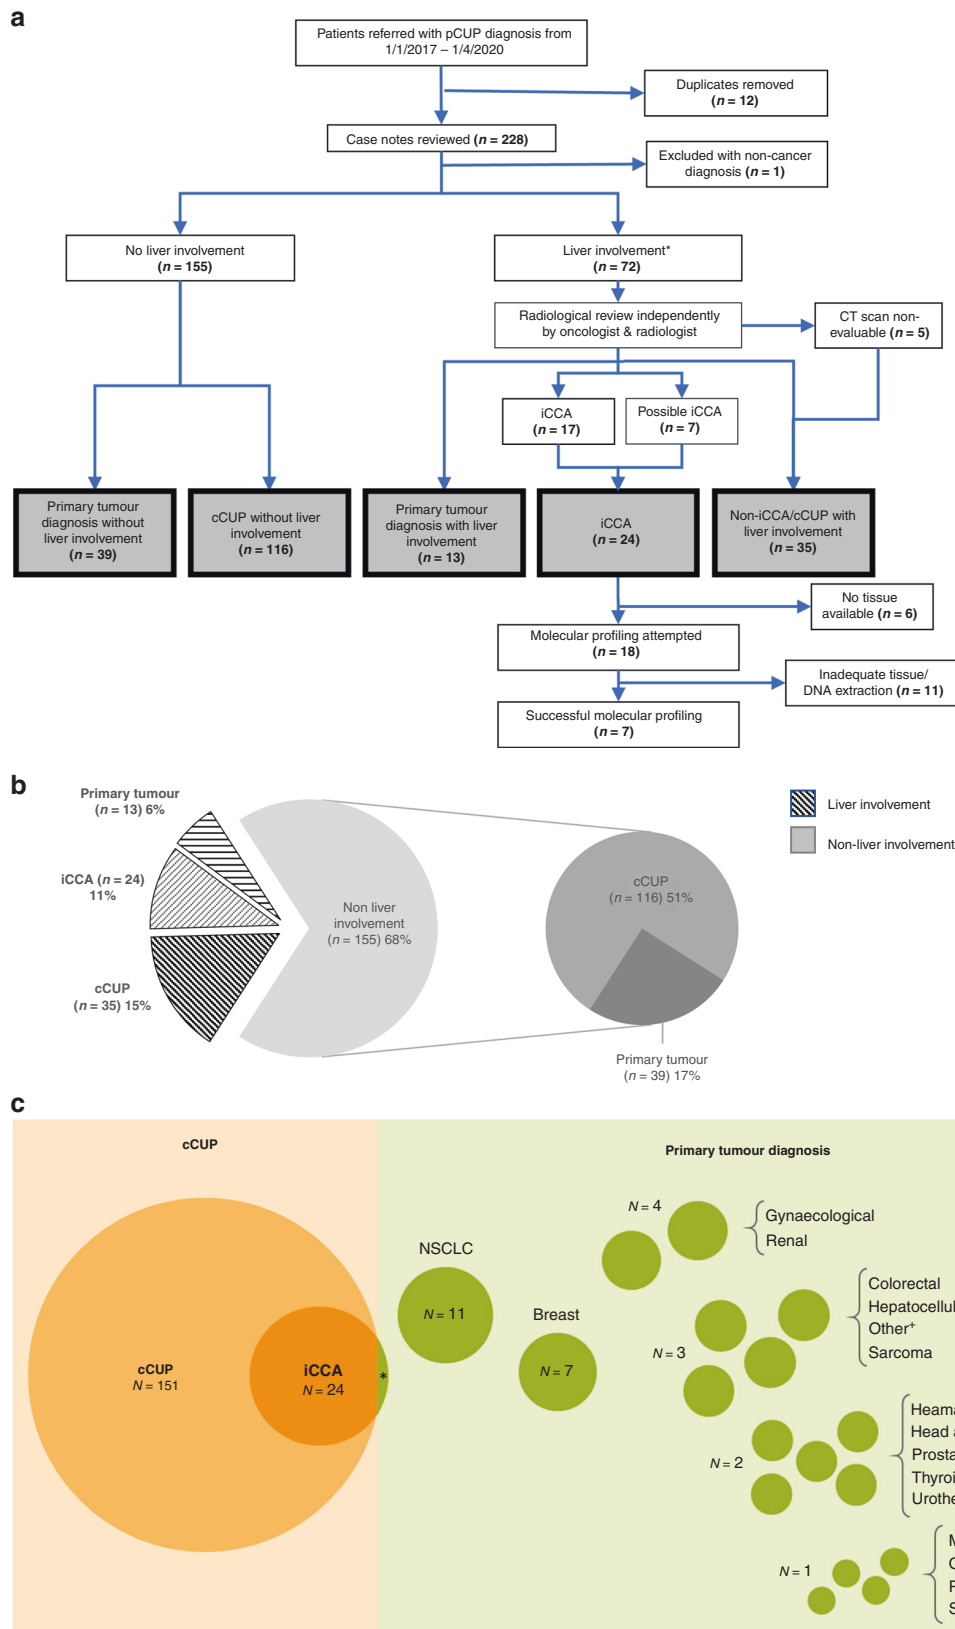 a
Patients referred with pCUP diagnosis from
1/1/2017 – 1/4/2020
Duplicates removed
(n = 12)
Case notes reviewed (n = 228)
Excluded with non-cancer
diagnosis (n = 1)
No liver involvement
(n = 155)
Liver involvement*
(n = 72)
Radiological review independently
by oncologist & radiologist
CT scan non-
evaluable (n = 5)
iCCA
(n = 17)
Possible iCCA
(n = 7)
Primary tumour
diagnosis without
liver involvement
(n = 39)
cCUP without liver
involvement
(n = 116)
Primary tumour
diagnosis with liver
involvement
(n = 13)
iCCA
(n = 24)
Non-iCCA/cCUP with
liver involvement
(n = 35)
No tissue
available (n = 6)
Molecular profiling attempted
(n = 18)
Inadequate tissue/
DNA extraction (n = 11)
Successful molecular profiling
(n = 7)
b
Primary tumour
(n = 13) 6%
iCCA (n = 24)
11%
cCUP
(n = 35) 15%
Non liver
involvement
(n = 155) 68%
cCUP
(n = 116) 51%
Primary tumour
(n = 39) 17%
Liver involvement
Non-liver involvement
c
cCUP
Primary tumour diagnosis
cCUP
N = 151
iCCA
N = 24
*
NSCLC
N = 11
Breast
N = 7
N = 4
Gynaecological
Renal
N = 3
Colorectal
Hepatocellul
Other+
Sarcoma
N = 2
Heama
Head a
Prosta
Thyroi
Urothe
N = 1